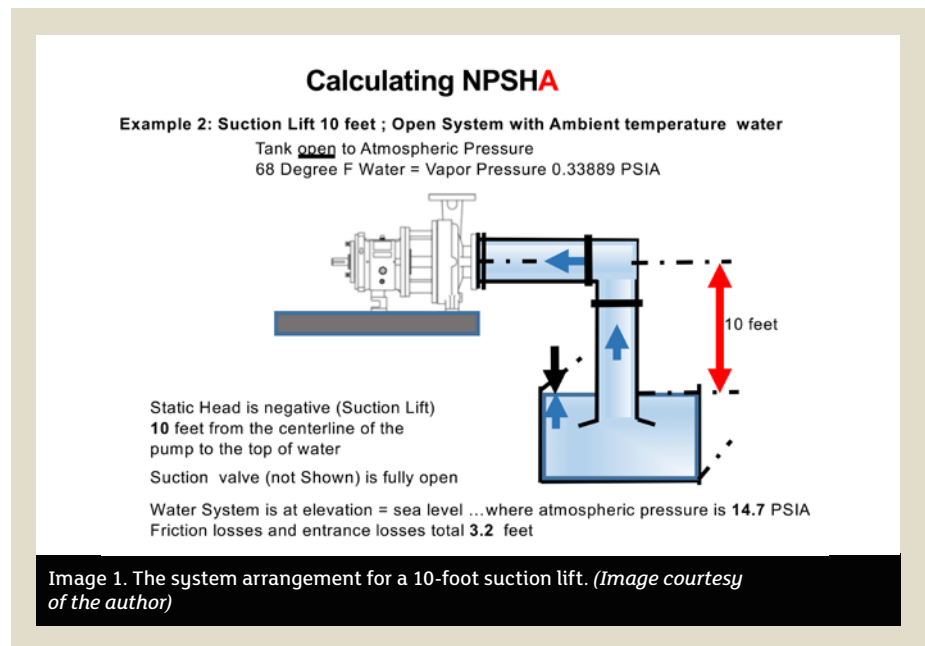 Calculating NPSHA
Example 2: Suction Lift 10 feet ; Open System with Ambient temperature water
Tank open to Atmospheric Pressure
68 Degree F Water = Vapor Pressure 0.33889 PSIA
10 feet
Static Head is negative (Suction Lift)
10 feet from the centerline of the
pump to the top of water
Suction valve (not Shown) is fully open
Water System is at elevation = sea level ...where atmospheric pressure is 14.7 PSIA
Friction losses and entrance losses total 3.2 feet
Image 1. The system arrangement for a 10-foot suction lift. (Image courtesy
of the author)